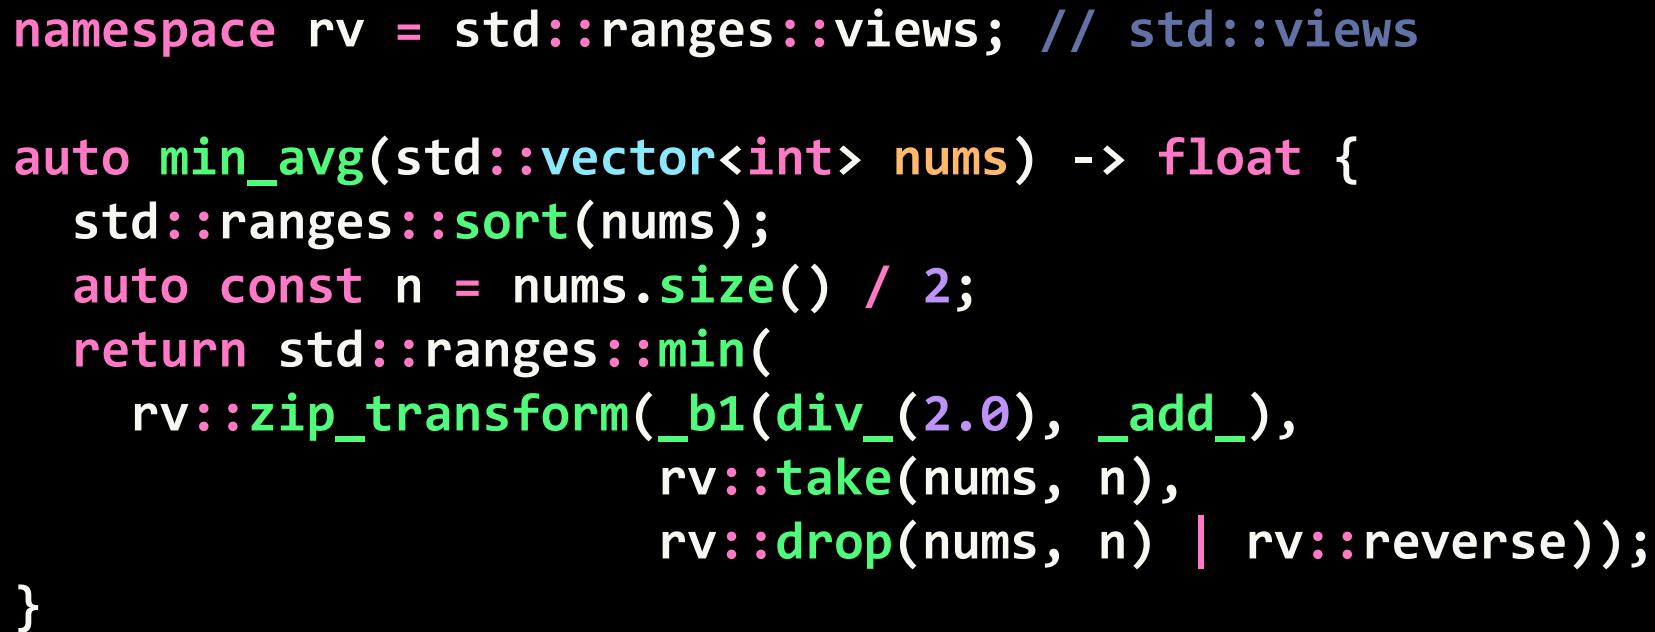 namespace rv = std::ranges::views; // std::views
auto min_avg(std::vector<int> nums) -> float {
  std::ranges::sort(nums);
  auto const n = nums.size() / 2;
  return std::ranges::min(
    rv::zip_transform(_b1(div_(2.0), _add_),
                      rv::take(nums, n),
                      rv::drop(nums, n) | rv::reverse));
}